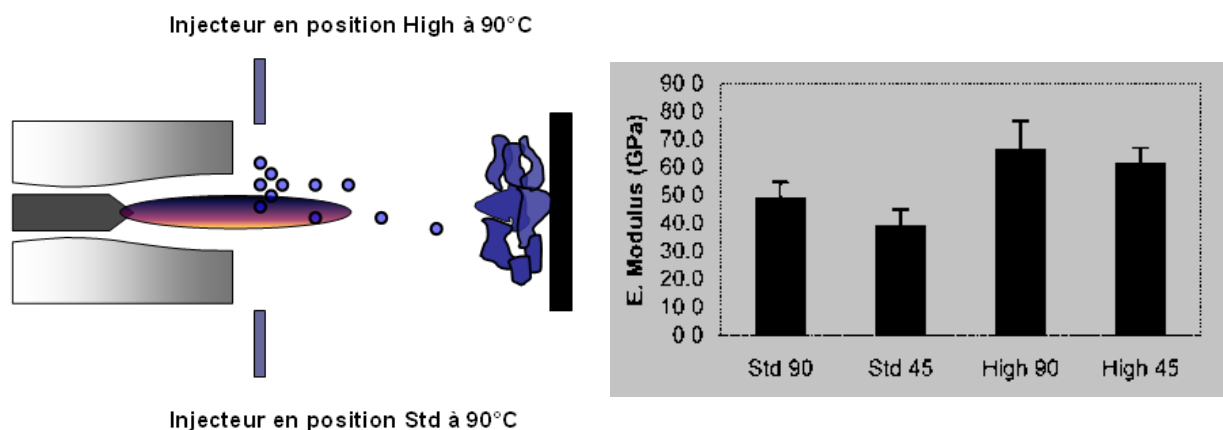 Injecteur en position High à 90°C
Injecteur en position Std à 90°C
E. Modulus (GPa)
90.0
80.0
70.0
60.0
50.0
40.0
30.0
20.0
10.0
0.0
Std 90 Std 45 High 90 High 45